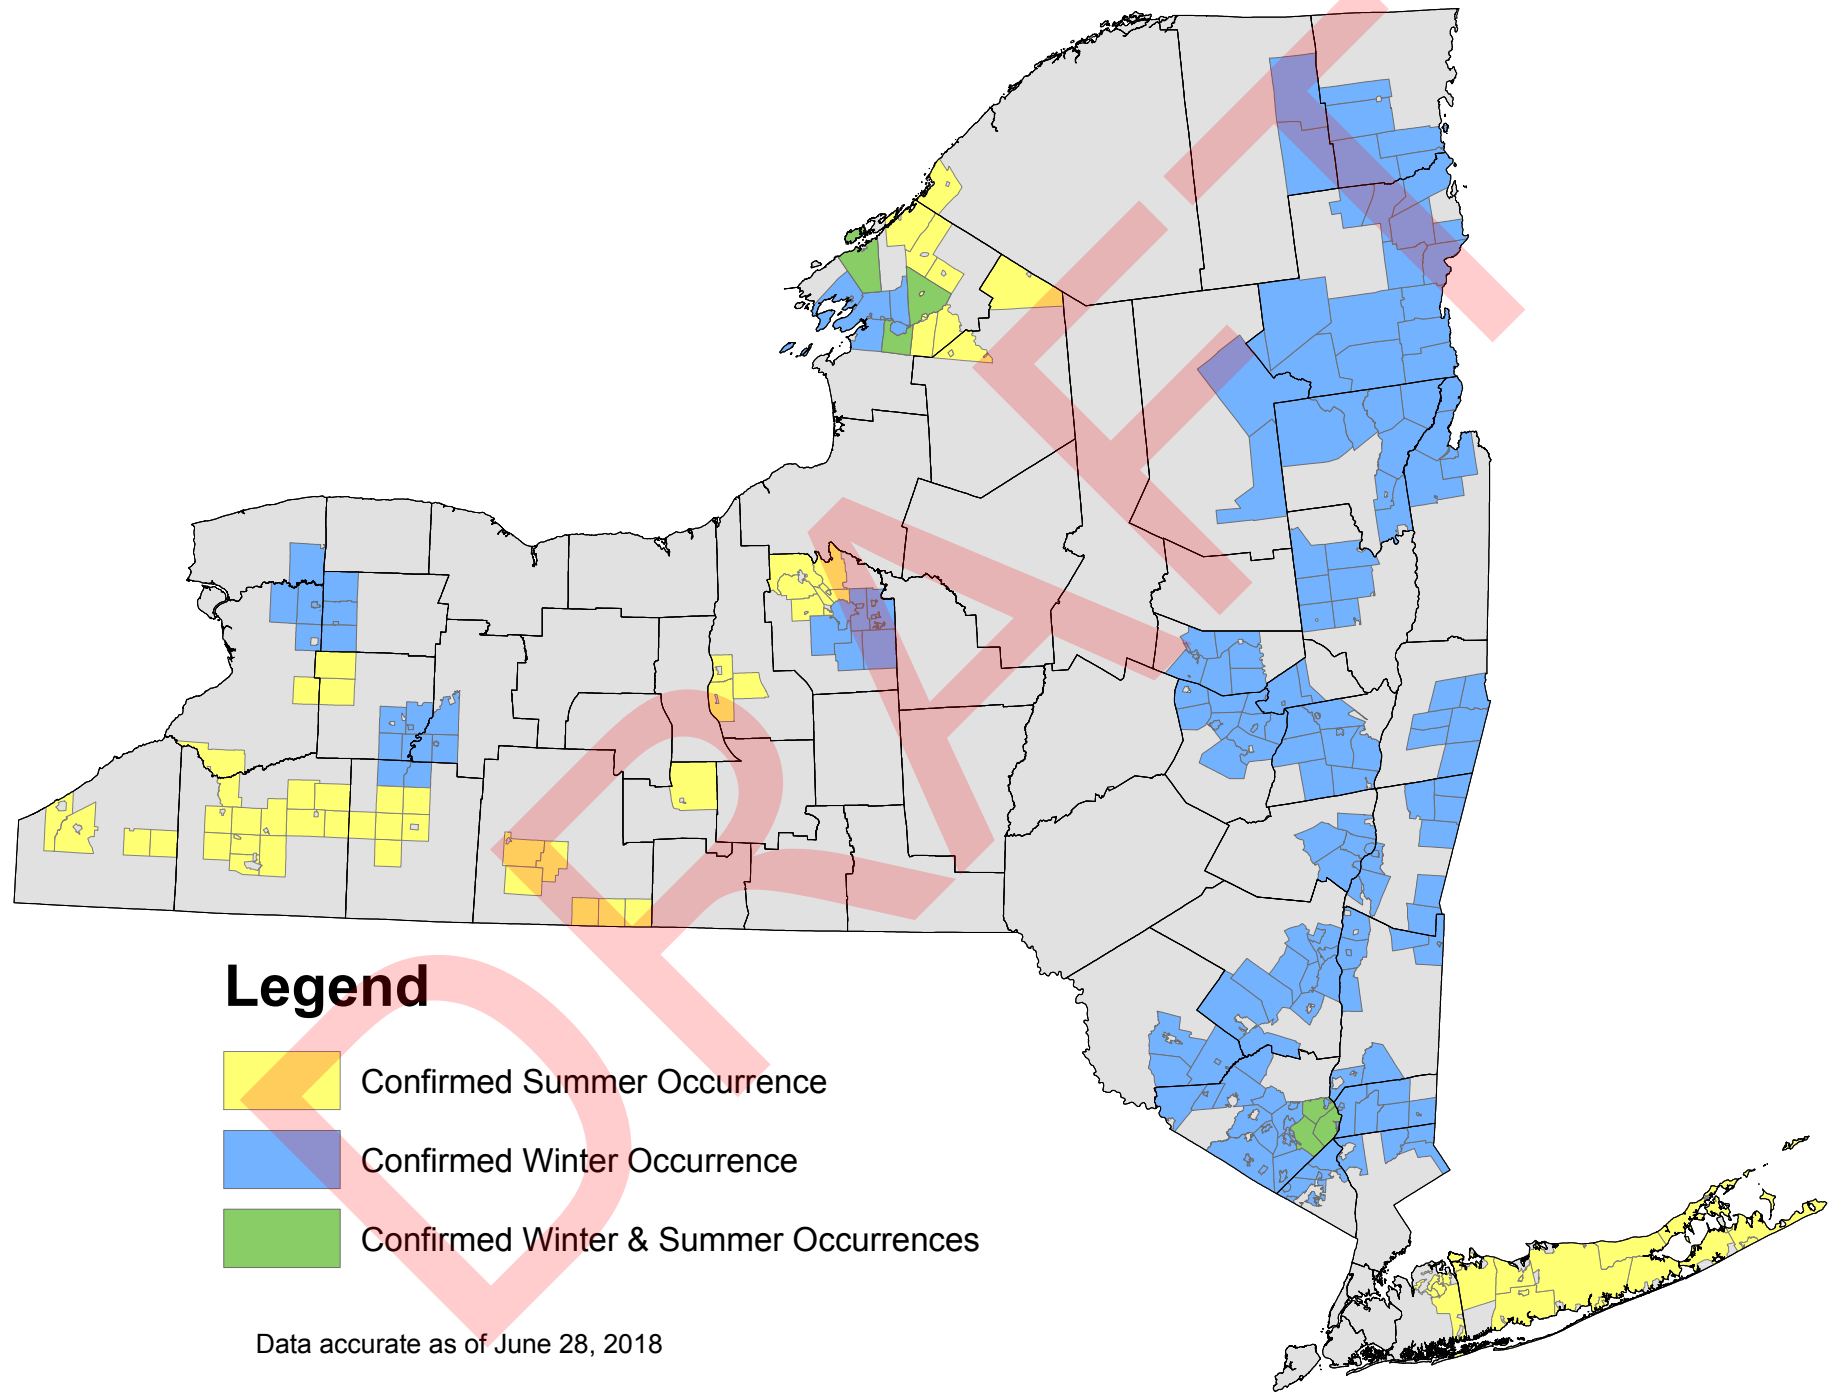 DRAFT
Legend
Confirmed Summer Occurrence
Confirmed Winter Occurrence
Confirmed Winter & Summer Occurrences
Data accurate as of June 28, 2018